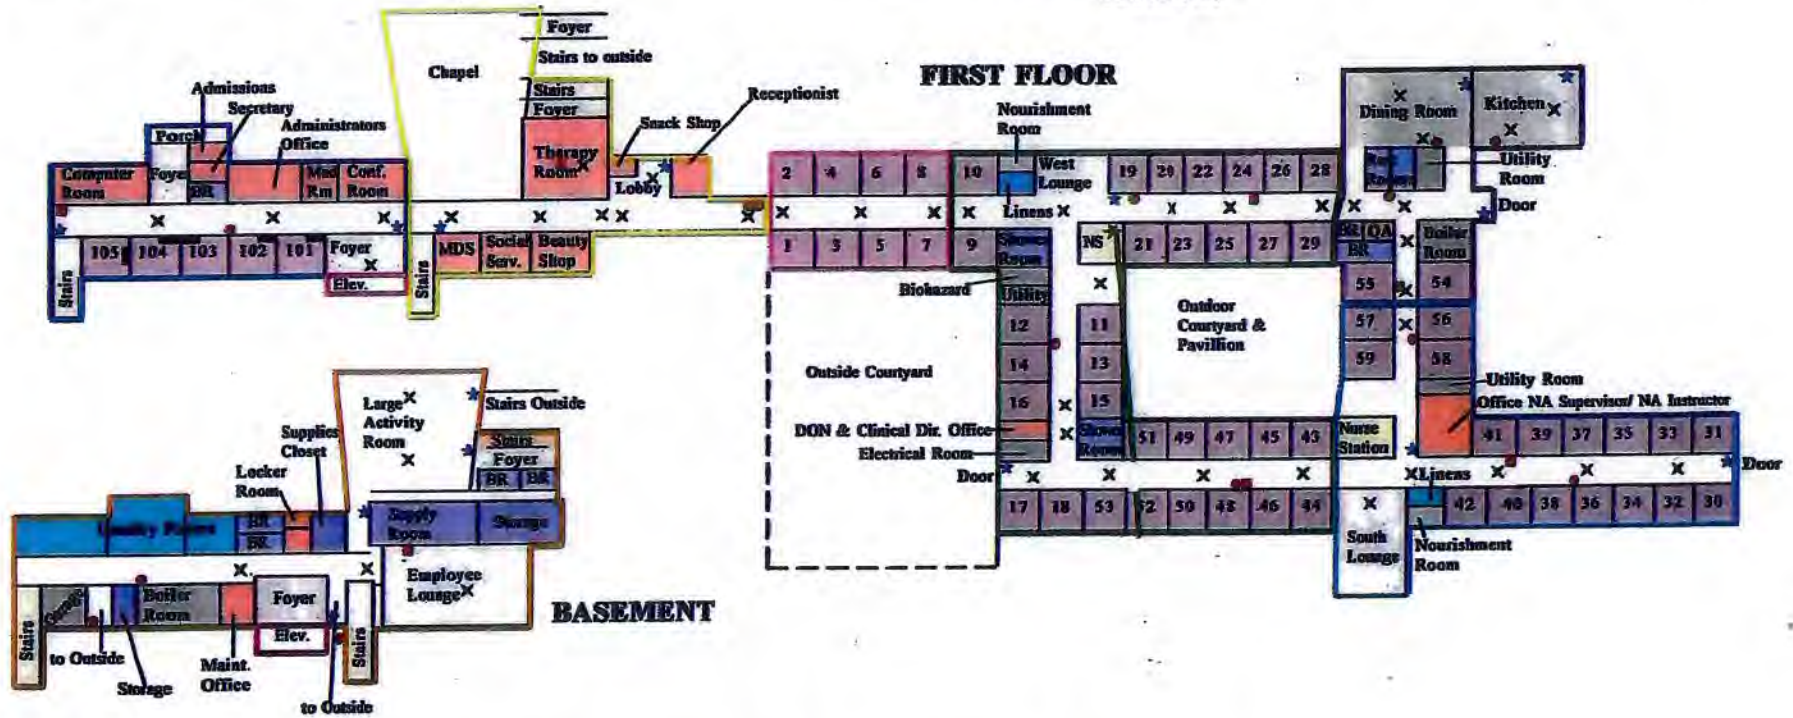 FIRST FLOOR
Foyer
Stairs to outside
Chapel
Stairs
Foyer
Therapy
Room
Snack Shop
Receptionist
Lobby
Admissions
Secretary
Administrators
Office
Porch
Foyer
BR
Computer
Room
Med
Rm
Conf.
Room
105
104
103
102
101
Foyer
Elev.
Stairs
Stairs
MDS
Social
Serv.
Beauty
Shop
2
4
6
8
10
Nourishment
Room
West
Lounge
Linens
19
20
22
24
26
28
Dining Room
Kitchen
Rest
Rooms
Utility
Room
Door
1
3
5
7
9
Shower
Room
NS
21
23
25
27
29
BR
QA
BR
Boiler
Room
Biohazard
Utility
55
54
12
11
57
56
14
13
59
58
16
15
Outside Courtyard
Outdoor
Courtyard &
Pavillion
Utility Room
Office NA Supervisor/ NA Instructor
DON & Clinical Dir. Office
Electrical Room
Shower
Room
51
49
47
45
43
Nurse
Station
41
39
37
35
33
31
Door
Linens
Door
17
18
53
52
50
48
46
44
South
Lounge
42
40
38
36
34
32
30
Nourishment
Room
BASEMENT
Large
Activity
Room
Stairs Outside
Stairs
Foyer
BR
BR
Supplies
Closet
Locker
Room
BR
BR
Supply
Room
Storage
Employee
Lounge
Boiler
Room
Foyer
Elev.
Stairs
Stairs
to Outside
Storage
Maint.
Office
to Outside